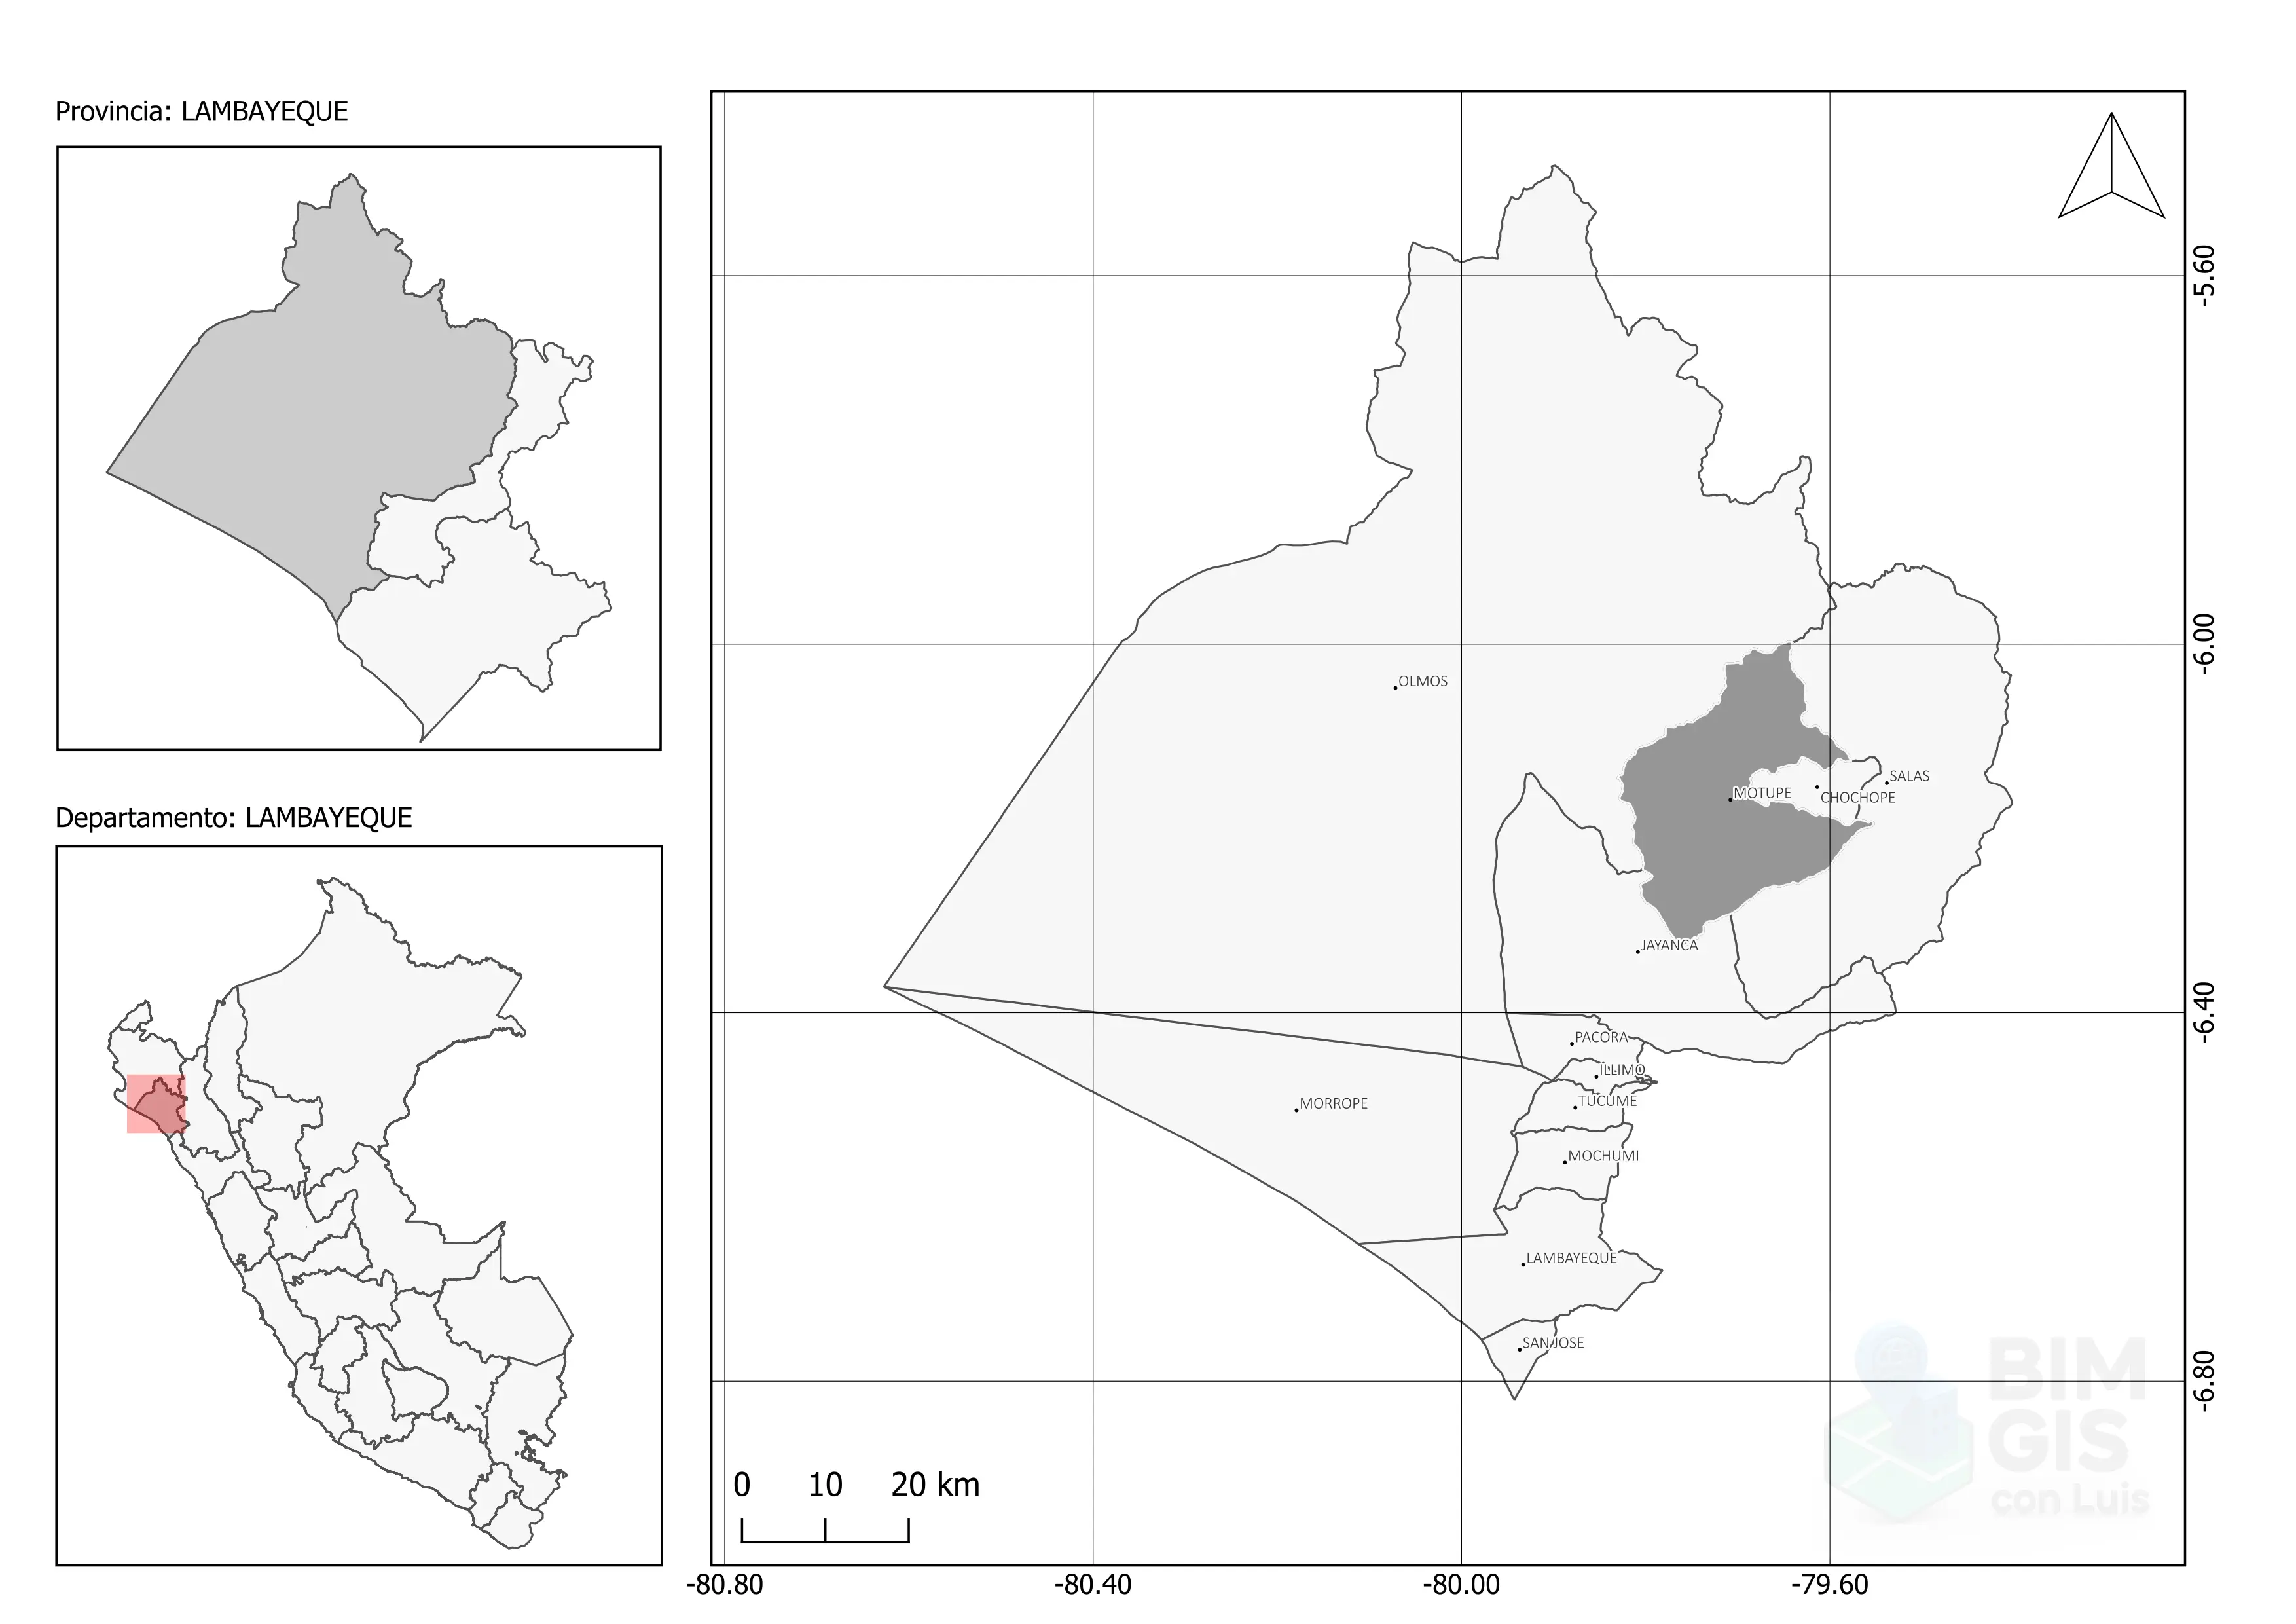 Provincia: LAMBAYEQUE
Departamento: LAMBAYEQUE
-5.60
-6.00
-6.40
-6.80
OLMOS
SALAS
MOTUPE
CHOCHOPE
JAYANCA
PACORA
ÍLLIMO
TUCUME
MORROPE
MOCHUMI
LAMBAYEQUE
SAN JOSE
BIM
GIS
con Luis
0 10 20 km
-80.80 -80.40 -80.00 -79.60